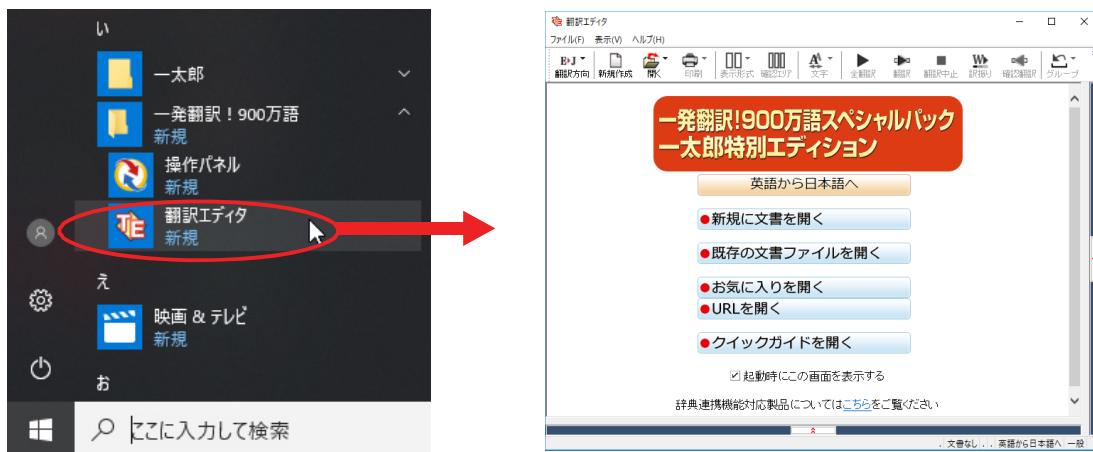 い
一太郎
一発翻訳！900万語
新規
操作パネル
新規
TE
翻訳エディタ
新規
え
映画 & テレビ
新規
お
ここに入力して検索
翻訳エディタ
ファイル(F) 表示(V) ヘルプ(H)
E›J
翻訳方向 新規作成 開く 印刷 表示形式 確認エリア 文字 全翻訳 翻訳 翻訳中止 訳振り 確認翻訳 グループ
一発翻訳!900万語スペシャルパック
一太郎特別エディション
英語から日本語へ
●新規に文書を開く
●既存の文書ファイルを開く
●お気に入りを開く
●URLを開く
●クイックガイドを開く
起動時にこの画面を表示する
辞典連携機能対応製品についてはこちらをご覧ください
. 文書なし . . 英語から日本語へ 一般